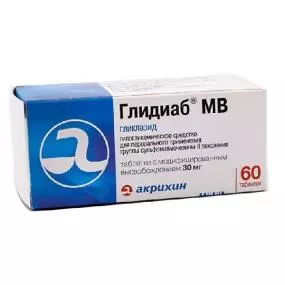 Глидиаб® МВ
гликлазид
гипогликемическое средство
для перорального применения
группы сульфонилмочевины II поколения
таблетки с модифицированным
высвобождением 30 мг
акрихин
60
таблеток